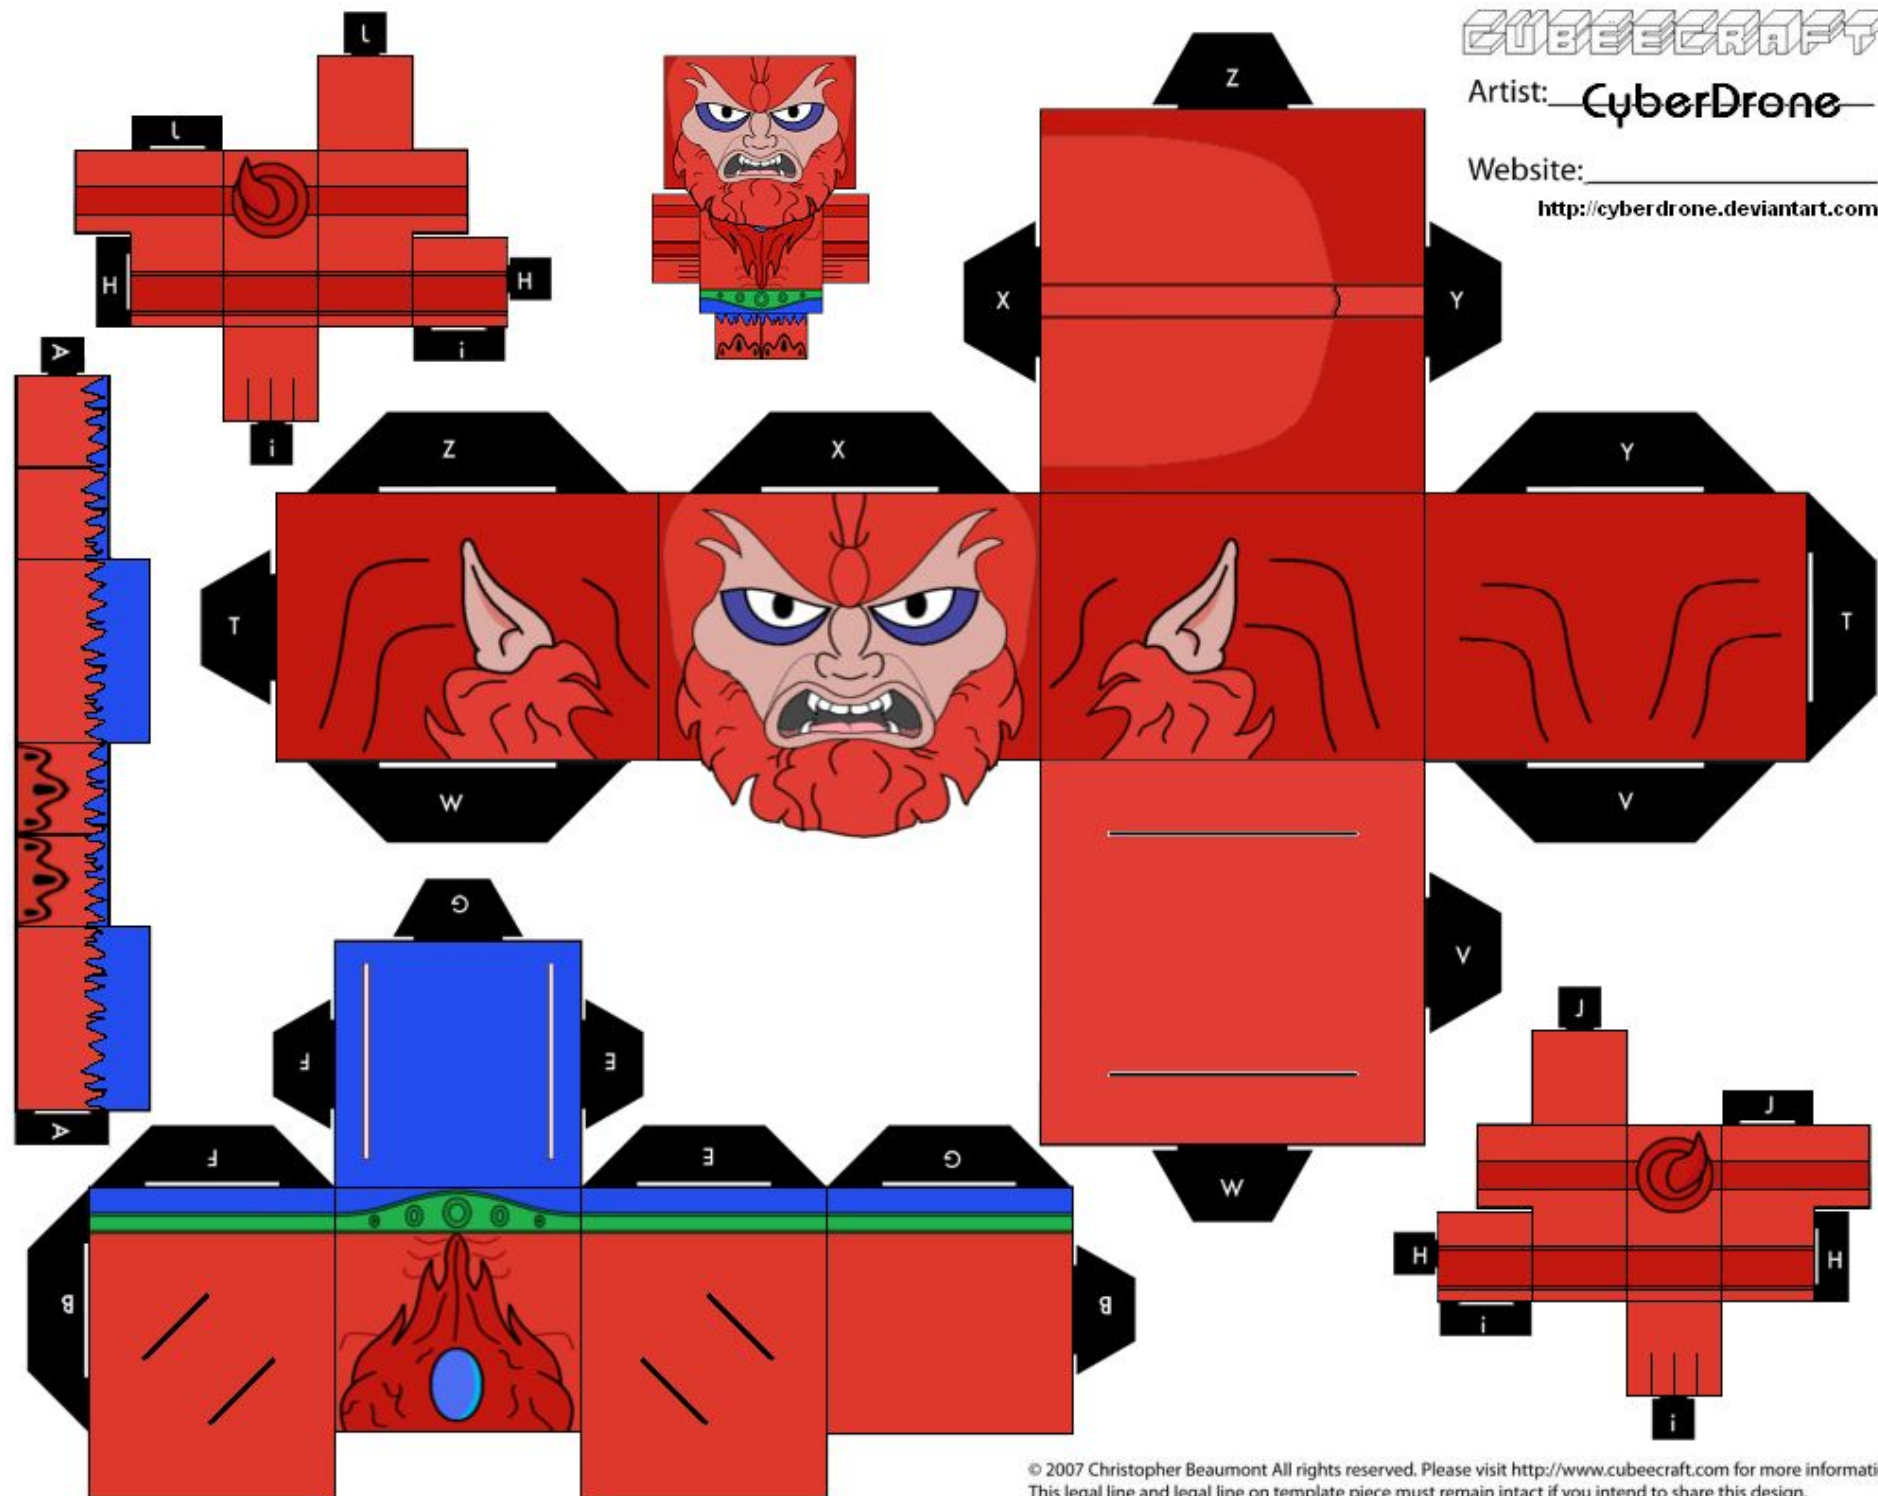 CUBEECRAFT
Artist: CyberDrone
Website:
http://cyberdrone.deviantart.com
J
Z
J
X
Y
H
H
i
A
i
Z
X
Y
T
T
W
V
G
V
F
E
J
J
F
E
G
W
H
H
B
B
i
A
i
© 2007 Christopher Beaumont All rights reserved. Please visit http://www.cubeecraft.com for more
This legal line and legal line on template piece must remain intact if you intend to share this design.